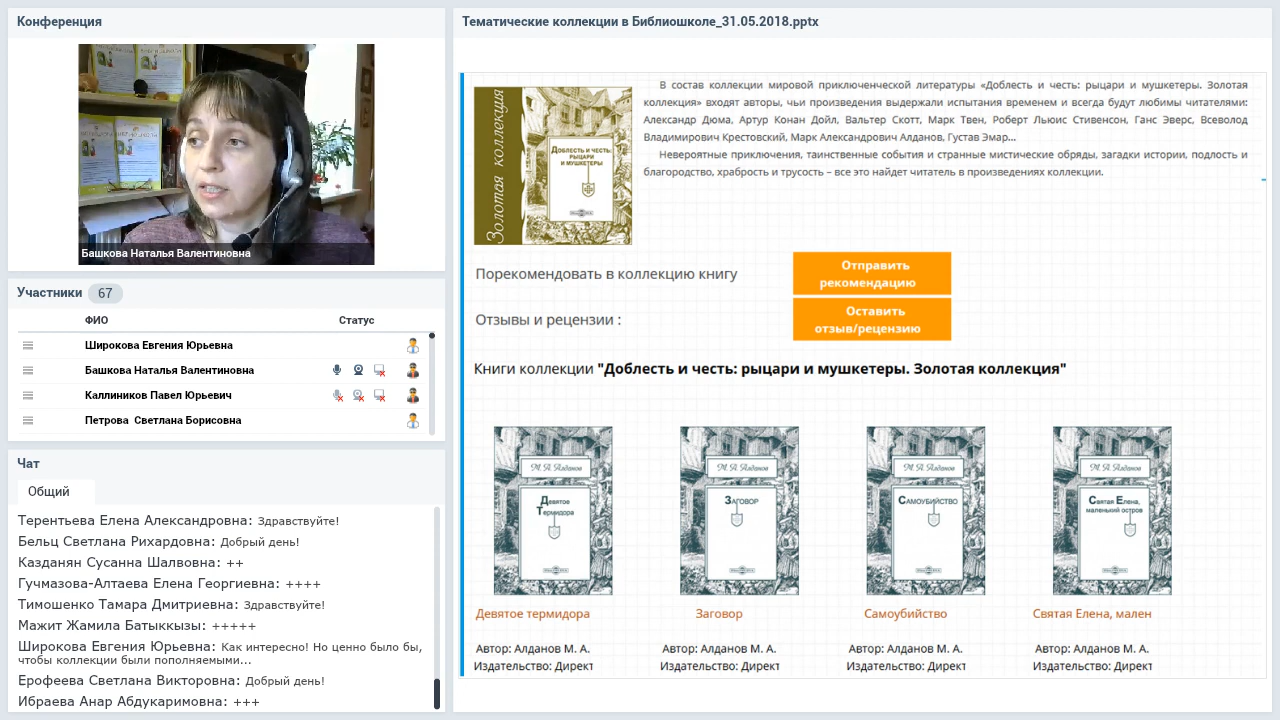 Конференция
Башкова Наталья Валентиновна
Участники 67
ФИО Статус
Широкова Евгения Юрьевна
Башкова Наталья Валентиновна
Каллиников Павел Юрьевич
Петрова Светлана Борисовна
Чат
Общий
Терентьева Елена Александровна: Здравствуйте!
Бельц Светлана Рихардовна: Добрый день!
Казданян Сусанна Шалвовна: ++
Гучмазова-Алтаева Елена Георгиевна: ++++
Тимошенко Тамара Дмитриевна: Здравствуйте!
Мажит Жамила Батыккызы: +++++
Широкова Евгения Юрьевна: Как интересно! Но ценно было бы,
чтобы коллекции были пополняемыми...
Ерофеева Светлана Викторовна: Добрый день!
Ибраева Анар Абдукаримовна: +++
Тематические коллекции в Библиошколе_31.05.2018.pptx
Золотая коллекция
Доблесть и честь:
рыцари
и мушкетеры
В состав коллекции мировой приключенческой литературы «Доблесть и честь: рыцари и мушкетеры. Золотая
коллекция» входят авторы, чьи произведения выдержали испытания временем и всегда будут любимы читателями:
Александр Дюма, Артур Конан Дойл, Вальтер Скотт, Марк Твен, Роберт Льюис Стивенсон, Ганс Эверс, Всеволод
Владимирович Крестовский, Марк Александрович Алданов, Густав Эмар...
Невероятные приключения, таинственные события и странные мистические обряды, загадки истории, подлость и
благородство, храбрость и трусость – все это найдет читатель в произведениях коллекции.
Порекомендовать в коллекцию книгу
Отправить
рекомендацию
Отзывы и рецензии :
Оставить
отзыв/рецензию
Книги коллекции "Доблесть и честь: рыцари и мушкетеры. Золотая коллекция"
М. А. Алданов
Девятое
Термидора
М. А. Алданов
Заговор
М. А. Алданов
Самоубийство
М. А. Алданов
Святая Елена,
маленький остров
Девятое термидора
Заговор
Самоубийство
Святая Елена, мален
Автор: Алданов М. А.
Издательство: Директ
Автор: Алданов М. А.
Издательство: Директ
Автор: Алданов М. А.
Издательство: Директ
Автор: Алданов М. А.
Издательство: Директ